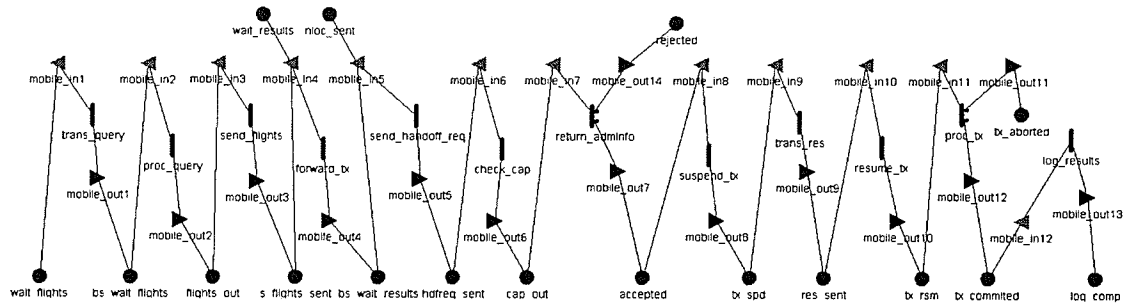 wait_results nloc_sent
rejected
mobile_in1 mobile_in2 mobile_in3 mobile_in4 mobile_in5 mobile_in6 mobile_in7 mobile_out14 mobile_in8 mobile_in9 mobile_in10 mobile_in11 mobile_out11
trans_query send_flights send_handoff_req return_adminfo trans_res proc_tx tx_aborted
proc_query forward_tx check_cap suspend_tx resume_tx log_results
mobile_out1 mobile_out3 mobile_out5 mobile_out7 mobile_out9 mobile_out12 mobile_out13
mobile_out2 mobile_out4 mobile_out6 mobile_out8 mobile_out10 mobile_in12
wait_flights bs_wait_flights flights_out s_flights_sent bs_wait_results hdfreq_sent cap_out accepted tx_spd res_sent tx_rsm tx_commited log_comp